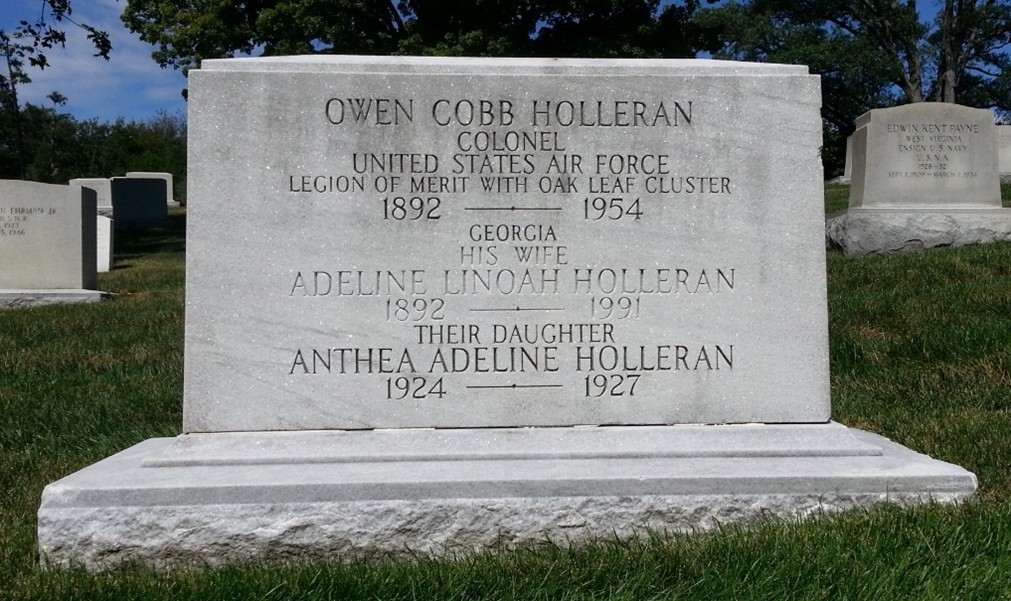 OWEN COBB HOLLERAN
COLONEL
UNITED STATES AIR FORCE
LEGION OF MERIT WITH OAK LEAF CLUSTER
1892 — 1954
GEORGIA
HIS WIFE
ADELINE LINOAH HOLLERAN
1892 — 1991
THEIR DAUGHTER
ANTHEA ADELINE HOLLERAN
1924 — 1927
EDWIN KENT PAYNE
WEST VIRGINIA
ENSIGN U.S. NAVY
U.S.N.A.
EHRMAN JR